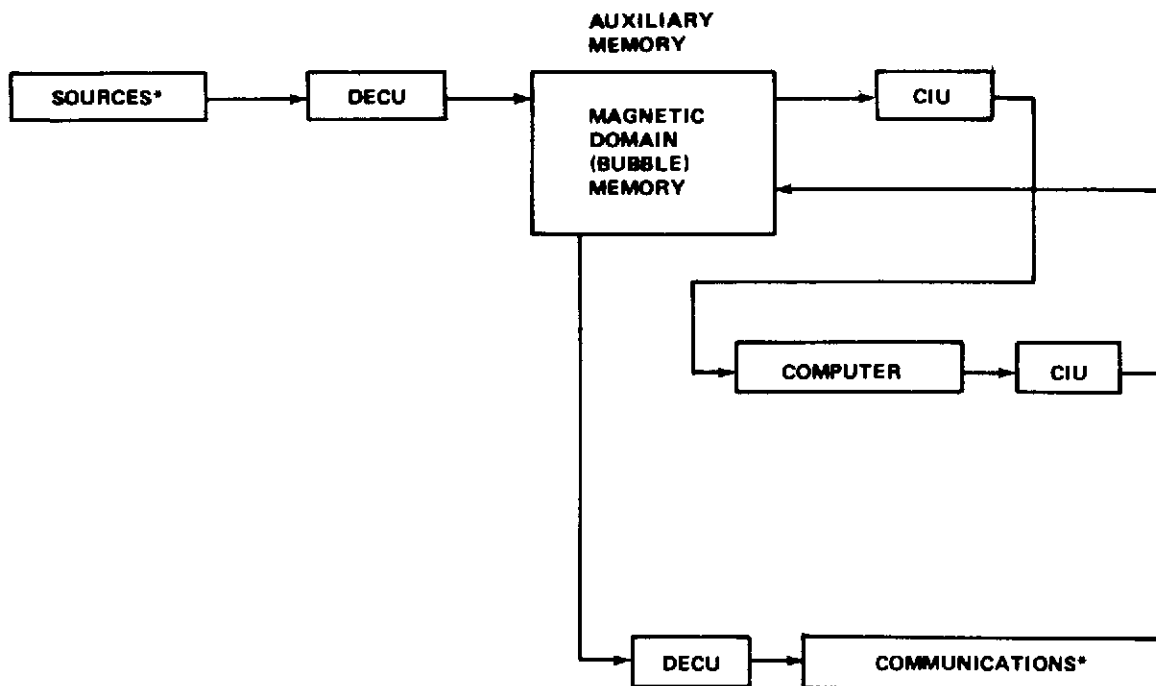 AUXILIARY
MEMORY
SOURCES*
DECU
MAGNETIC
DOMAIN
(BUBBLE)
MEMORY
CIU
COMPUTER
CIU
DECU
COMMUNICATIONS*